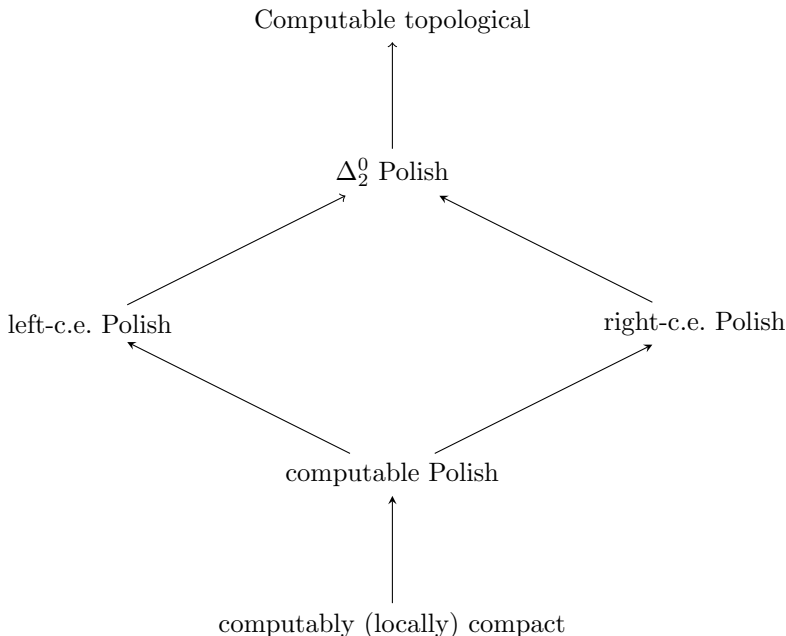 Computable topological
Δ⁰₂ Polish
left-c.e. Polish
right-c.e. Polish
computable Polish
computably (locally) compact